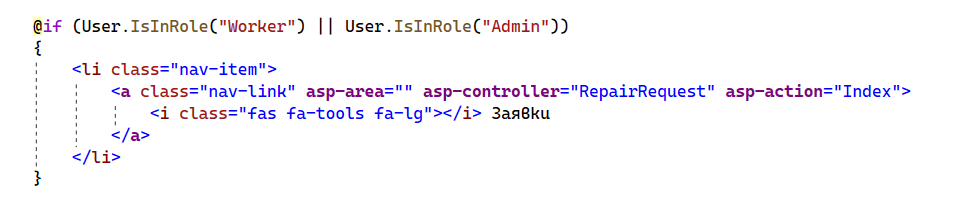 @if (User.IsInRole("Worker") || User.IsInRole("Admin"))
{
<li class="nav-item">
<a class="nav-link" asp-area="" asp-controller="RepairRequest" asp-action="Index">
<i class="fas fa-tools fa-lg"></i> Заявки
</a>
</li>
}